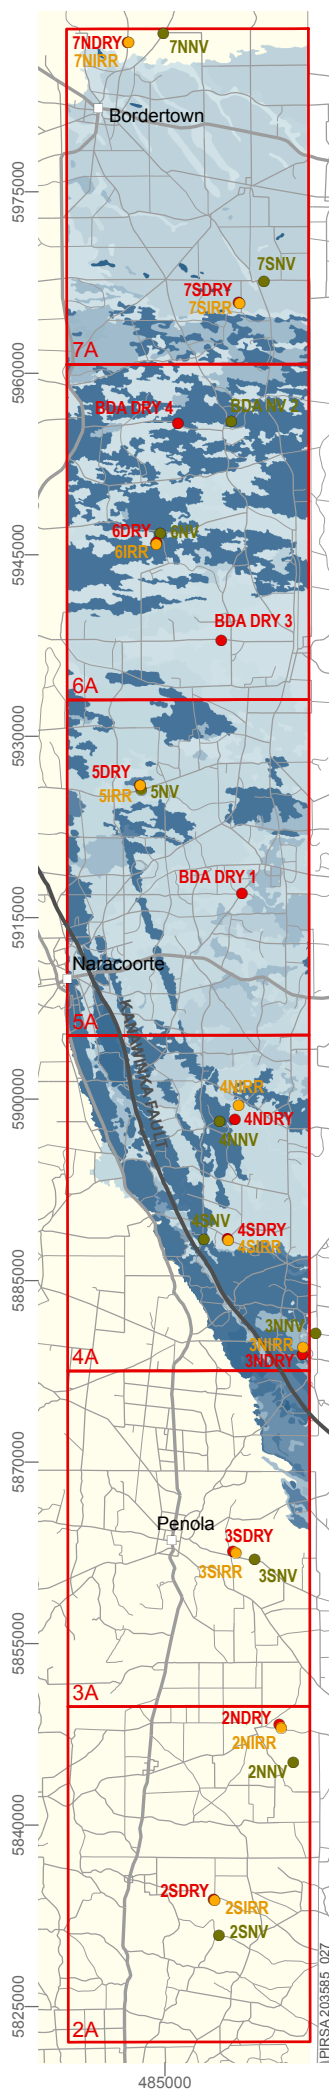 7NDRY
7NNV
7NIRR
Bordertown
5975000
7SNV
7SDRY
7SIRR
7A
5960000
BDA DRY 4
BDA NV 2
5945000
6DRY
6NV
6IRR
BDA DRY 3
6A
5930000
5DRY
5IRR
5NV
BDA DRY 1
5915000
Naracoorte
KANAWINKA FAULT
5A
5900000
4NIRR
4NDRY
4NNV
4SNV
4SDRY
4SIRR
5885000
3NNV
3NIRR
3NDRY
4A
5870000
Penola
3SDRY
3SIRR
3SNV
5855000
3A
2NDRY
2NIRR
2NNV
5840000
2SDRY
2SIRR
2SNV
5825000
2A
PIRSA 203585_027
485000